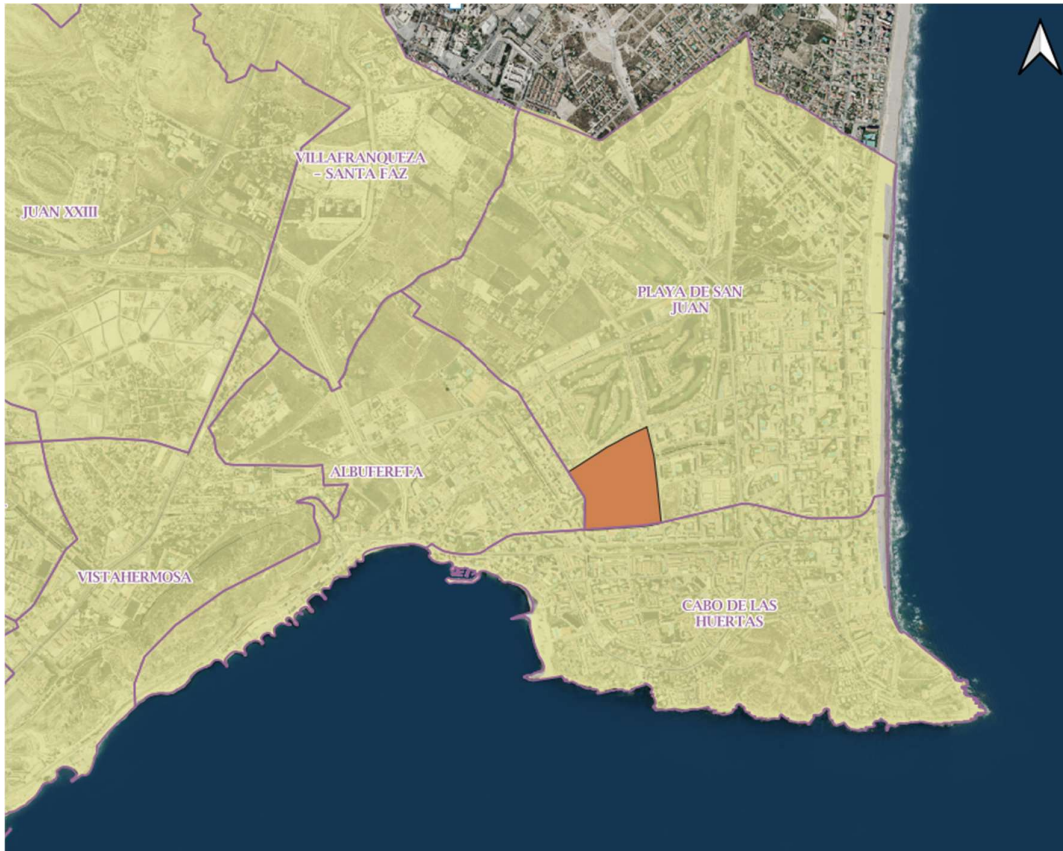 VILLAFRANQUEZA
- SANTA FAZ
JUAN XXIII
PLAYA DE SAN
JUAN
ALBUFERETA
VISTAHERMOSA
CABO DE LAS
HUERTAS